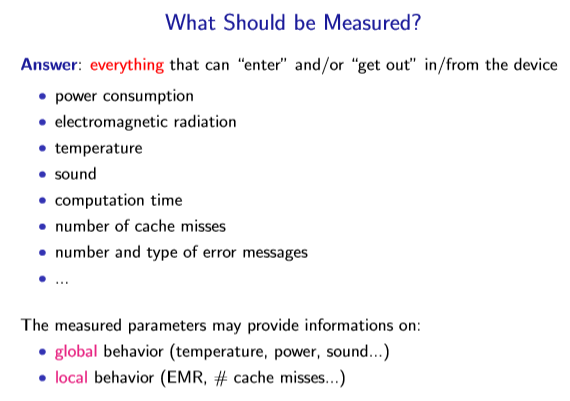 What Should be Measured?
Answer: everything that can “enter” and/or “get out” in/from the device
• power consumption
• electromagnetic radiation
• temperature
• sound
• computation time
• number of cache misses
• number and type of error messages
• ...
The measured parameters may provide informations on:
• global behavior (temperature, power, sound...)
• local behavior (EMR, # cache misses...)